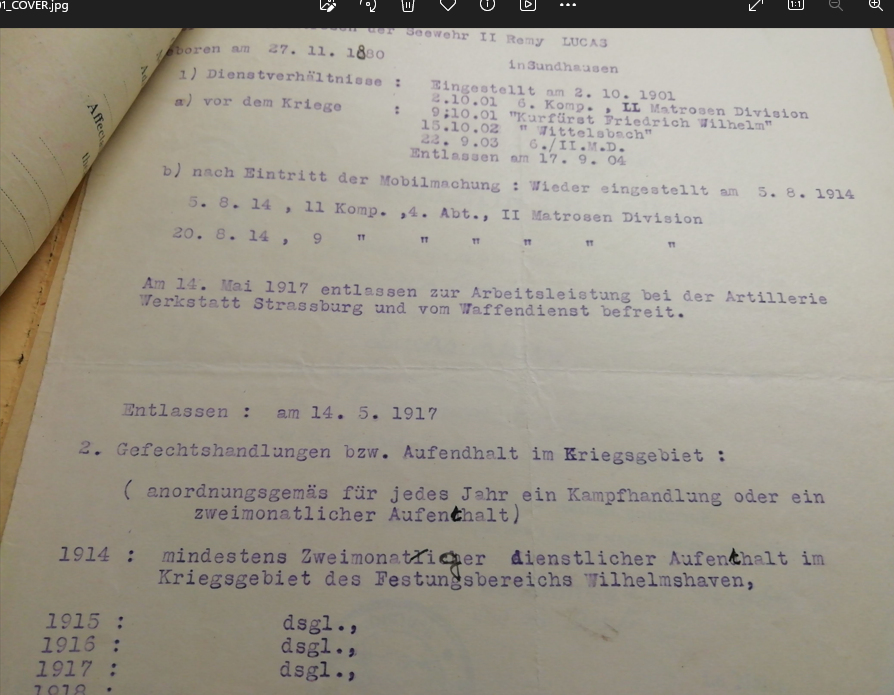 01_COVER.jpg
der Seewehr II Remy LUCAS
geboren am 27. 11. 1880
in Sundhausen
1) Dienstverhältnisse : Eingestellt am 2. 10. 1901
a) vor dem Kriege : 2.10.01 6. Komp. , II Matrosen Division
9:10.01 "Kurfürst Friedrich Wilhelm"
15.10.02 " Wittelsbach"
22. 9.03 6./II.M.D.
Entlassen am 17. 9. 04
b) nach Eintritt der Mobilmachung : Wieder eingestellt am 5. 8. 1914
5. 8. 14 , 11 Komp. ,4. Abt., II Matrosen Division
20. 8. 14 , 9 " " " " " "
Am 14. Mai 1917 entlassen zur Arbeitsleistung bei der Artillerie
Werkstatt Strassburg und vom Waffendienst befreit.
Entlassen : am 14. 5. 1917
2. Gefechtshandlungen bzw. Aufendhalt im Kriegsgebiet :
( anordnungsgemäs für jedes Jahr ein Kampfhandlung oder ein
zweimonatlicher Aufenthalt)
1914 : mindestens Zweimonatiger dienstlicher Aufenthalt im
Kriegsgebiet des Festungsbereichs Wilhelmshaven,
1915 : dsgl.,
1916 : dsgl.,
1917 : dsgl.,
1918 :